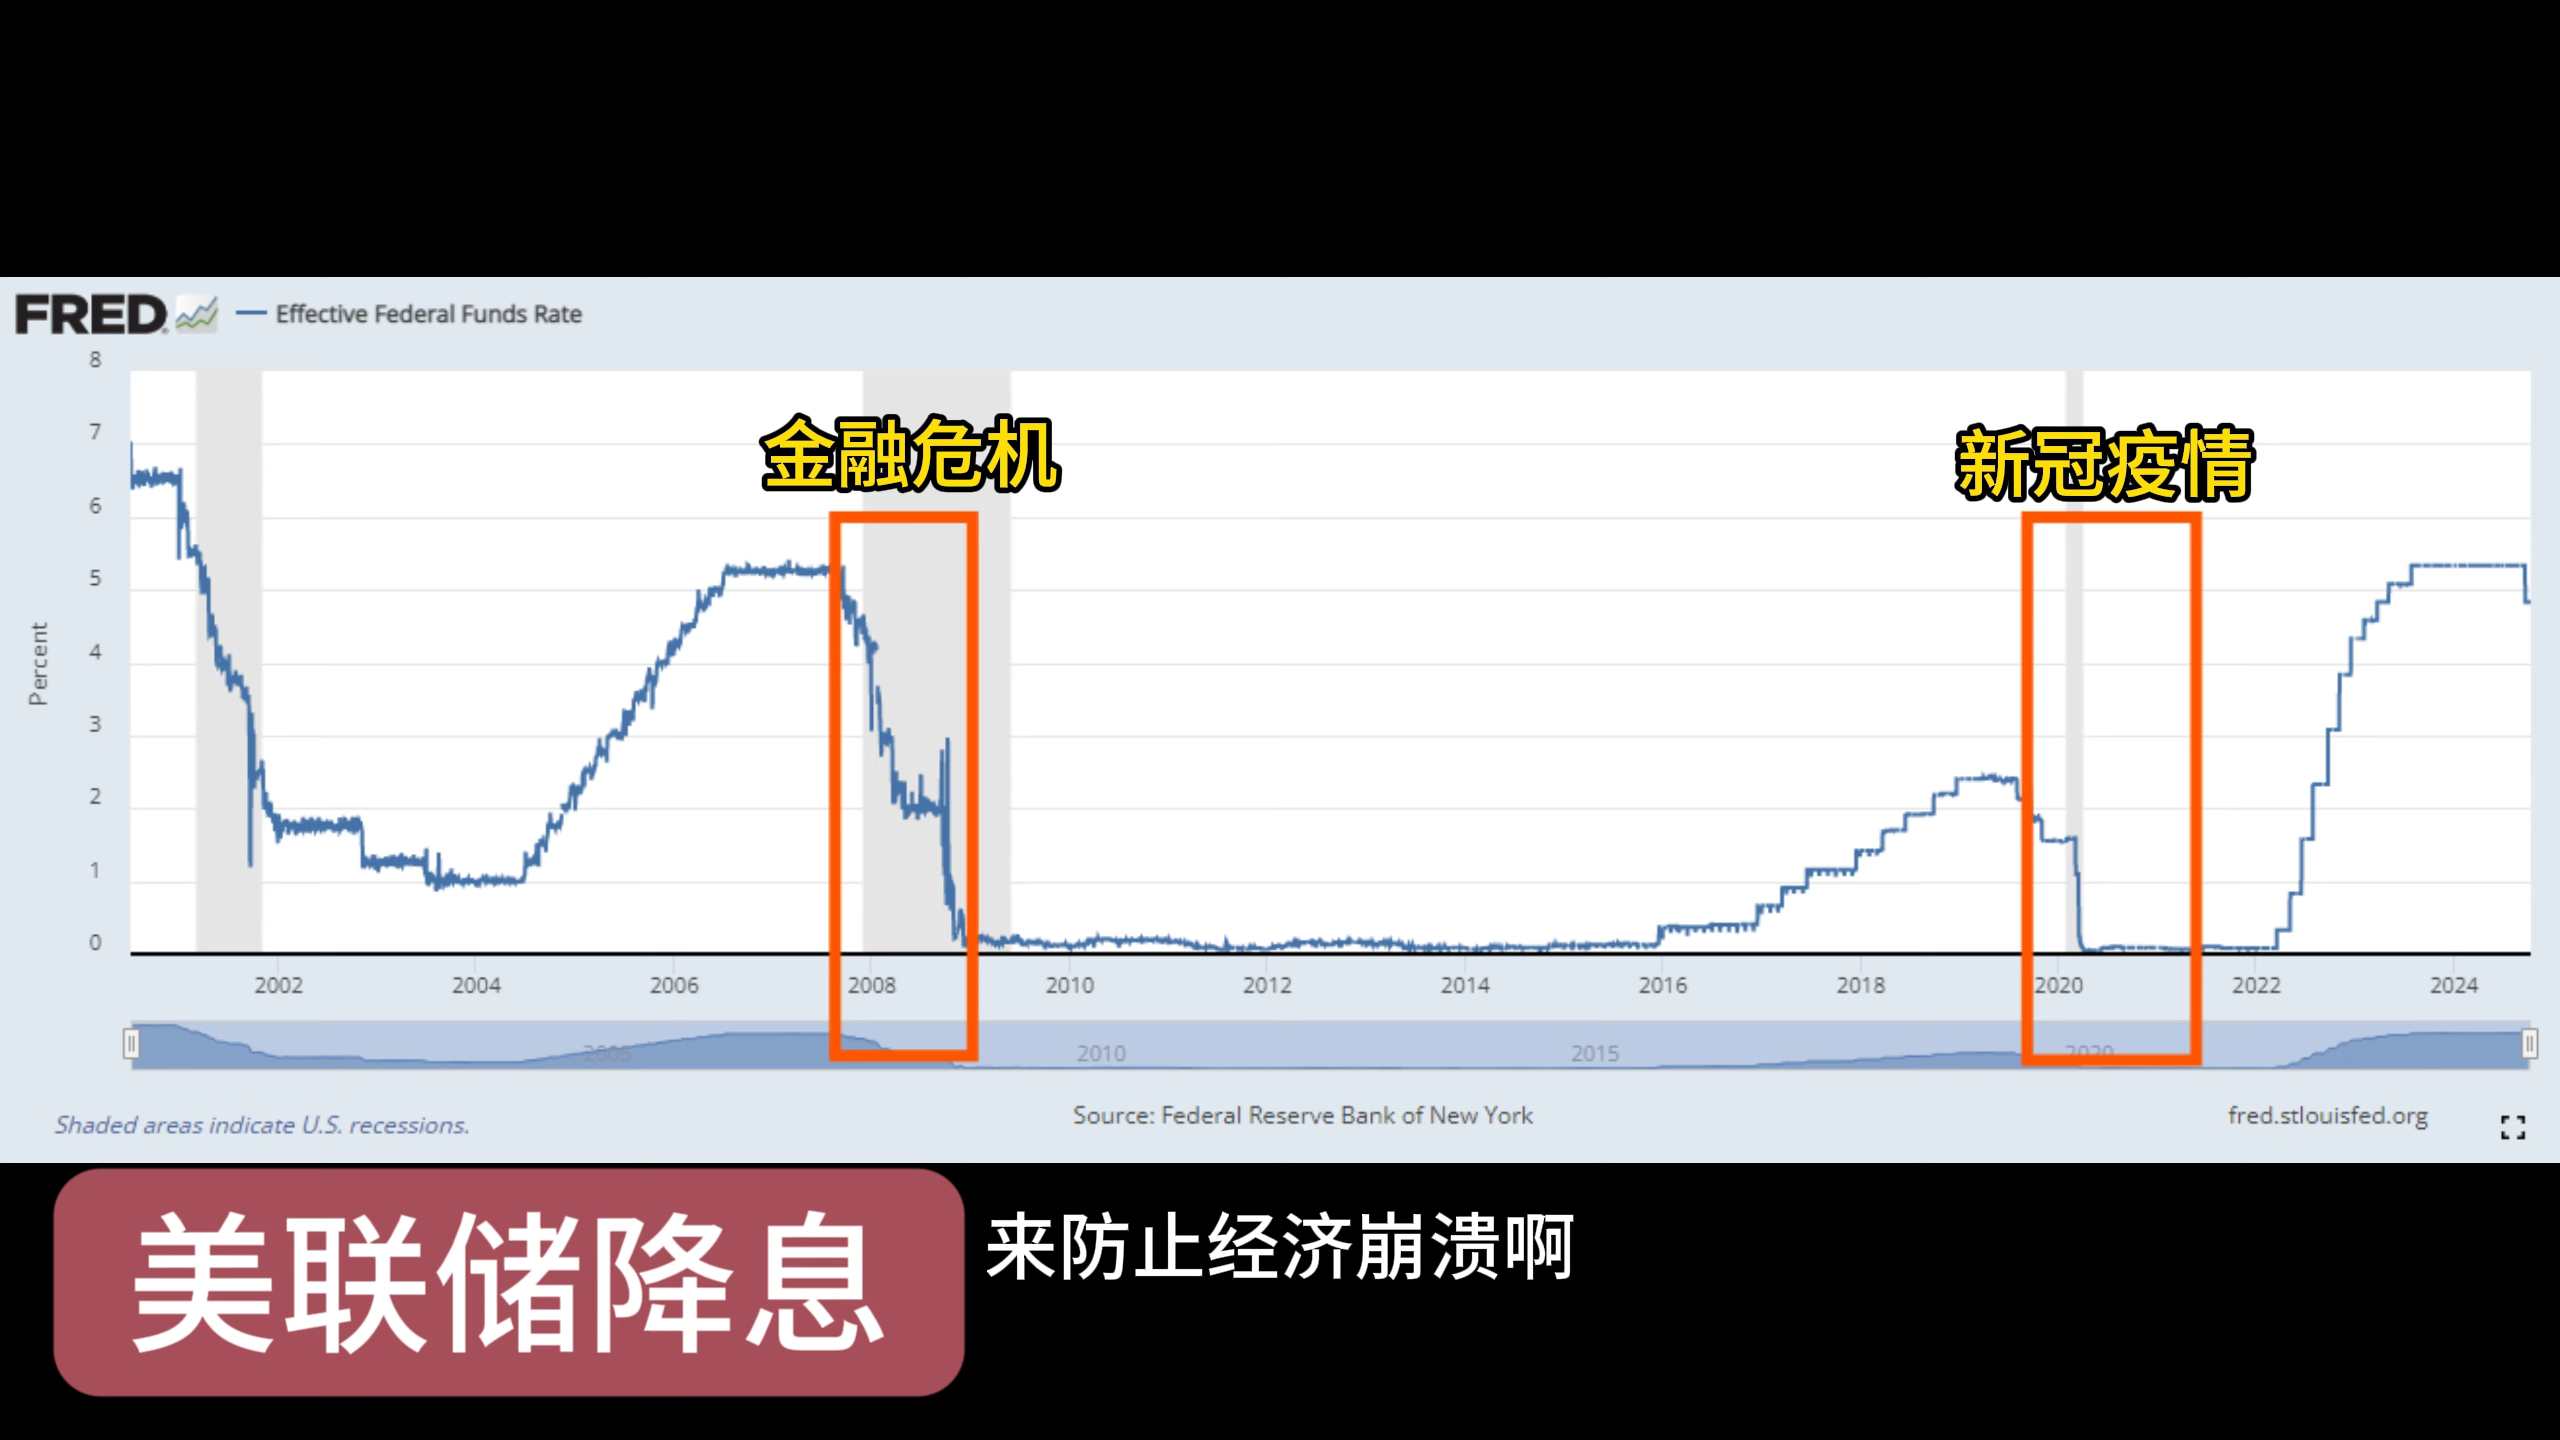 FRED
Effective Federal Funds Rate
8
7
6
5
4
3
2
1
0
Percent
金融危机
新冠疫情
2002 2004 2006 2008 2010 2012 2014 2016 2018 2020 2022 2024
2005 2010 2015 2020
Shaded areas indicate U.S. recessions.
Source: Federal Reserve Bank of New York
fred.stlouisfed.org
美联储降息
来防止经济崩溃啊